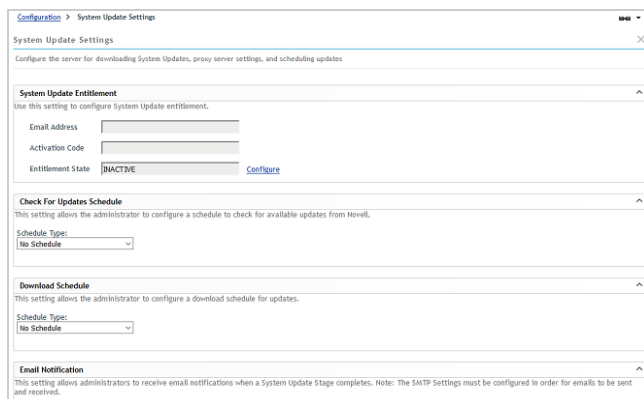 Configuration > System Update Settings
System Update Settings
Configure the server for downloading System Updates, proxy server settings, and scheduling updates
System Update Entitlement
Use this setting to configure System Update entitlement.
Email Address
Activation Code
Entitlement State INACTIVE Configure
Check For Updates Schedule
This setting allows the administrator to configure a schedule to check for available updates from Novell.
Schedule Type:
No Schedule
Download Schedule
This setting allows the administrator to configure a download schedule for updates.
Schedule Type:
No Schedule
Email Notification
This setting allows administrators to receive email notifications when a System Update Stage completes. Note: The SMTP Settings must be configured in order for emails to be sent
and received.